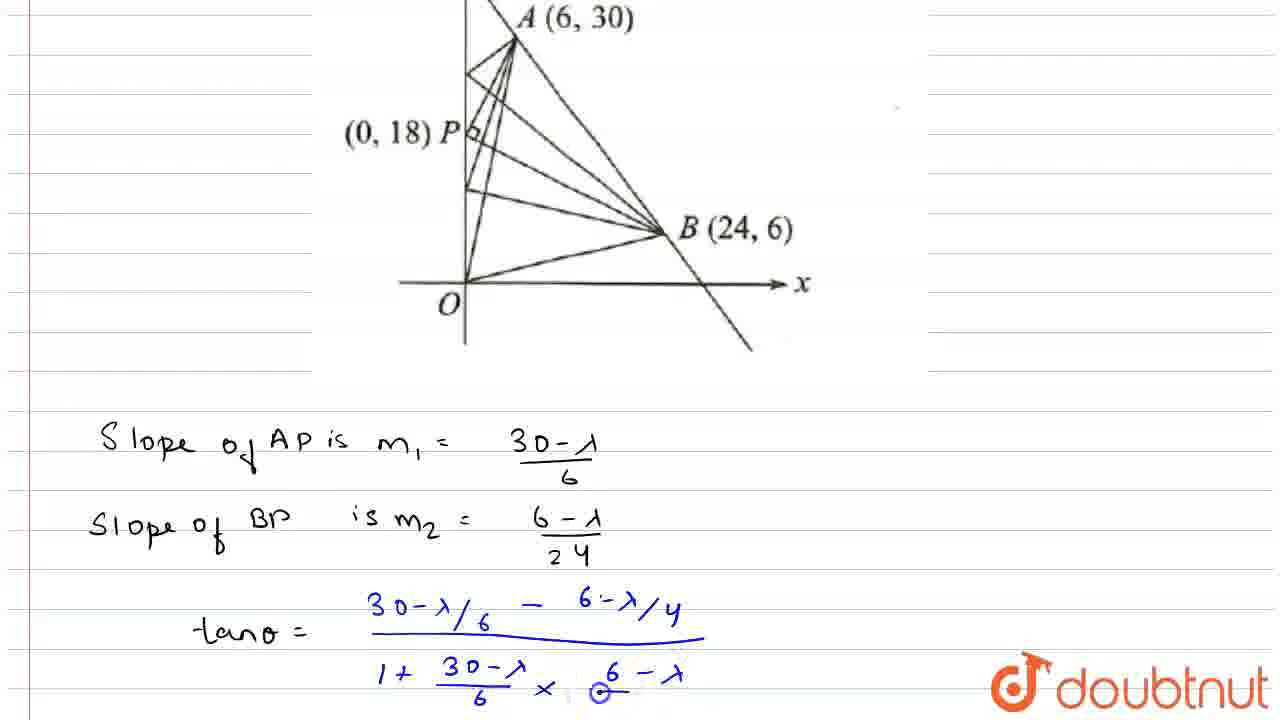 A (6, 30)
(0, 18) P
B (24, 6)
x
O
Slope of AP is m₁ = 30-λ/6
Slope of BP is m₂ = 6-λ/24
tanθ = 30-λ/6 - 6-λ/4
1+ 30-λ/6 × 6-λ
doubtnut